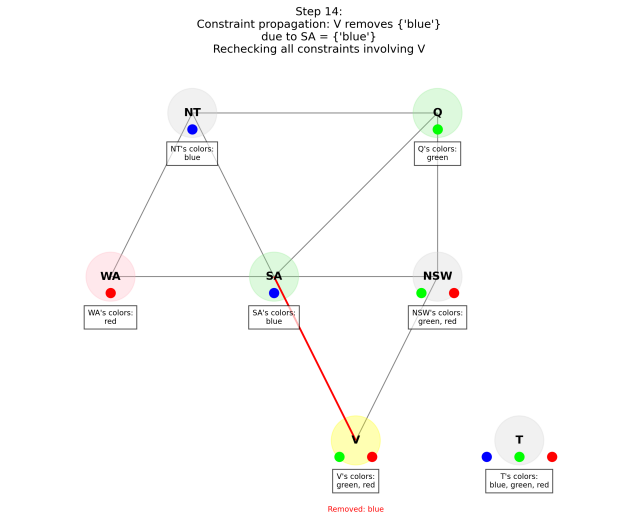 Step 14:
Constraint propagation: V removes {'blue'}
due to SA = {'blue'}
Rechecking all constraints involving V
NT
Q
NT's colors:
blue
Q's colors:
green
WA
SA
NSW
WA's colors:
red
SA's colors:
blue
NSW's colors:
green, red
V
T
V's colors:
green, red
T's colors:
blue, green, red
Removed: blue